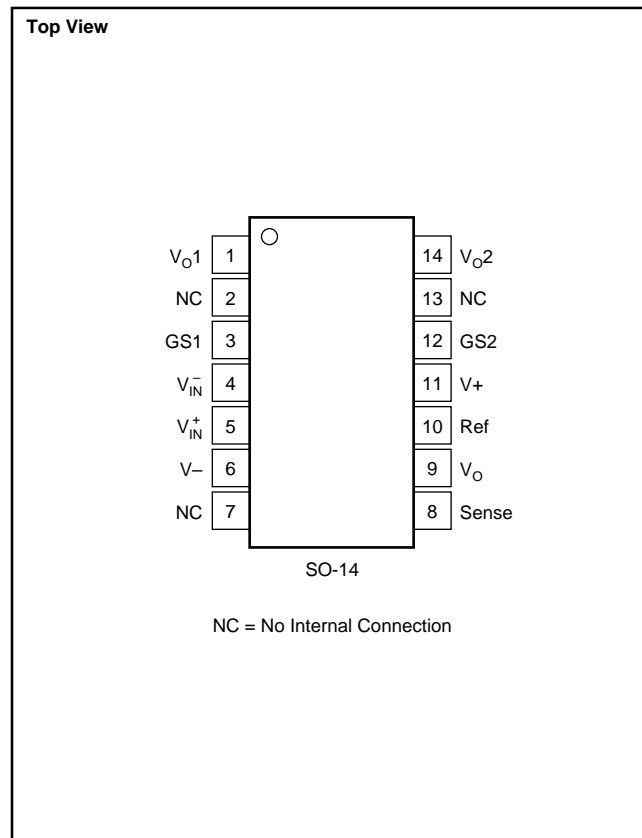 Top View
V_O1 1 14 V_O2
NC 2 13 NC
GS1 3 12 GS2
V_IN^- 4 11 V+
V_IN^+ 5 10 Ref
V– 6 9 V_O
NC 7 8 Sense
SO-14
NC = No Internal Connection